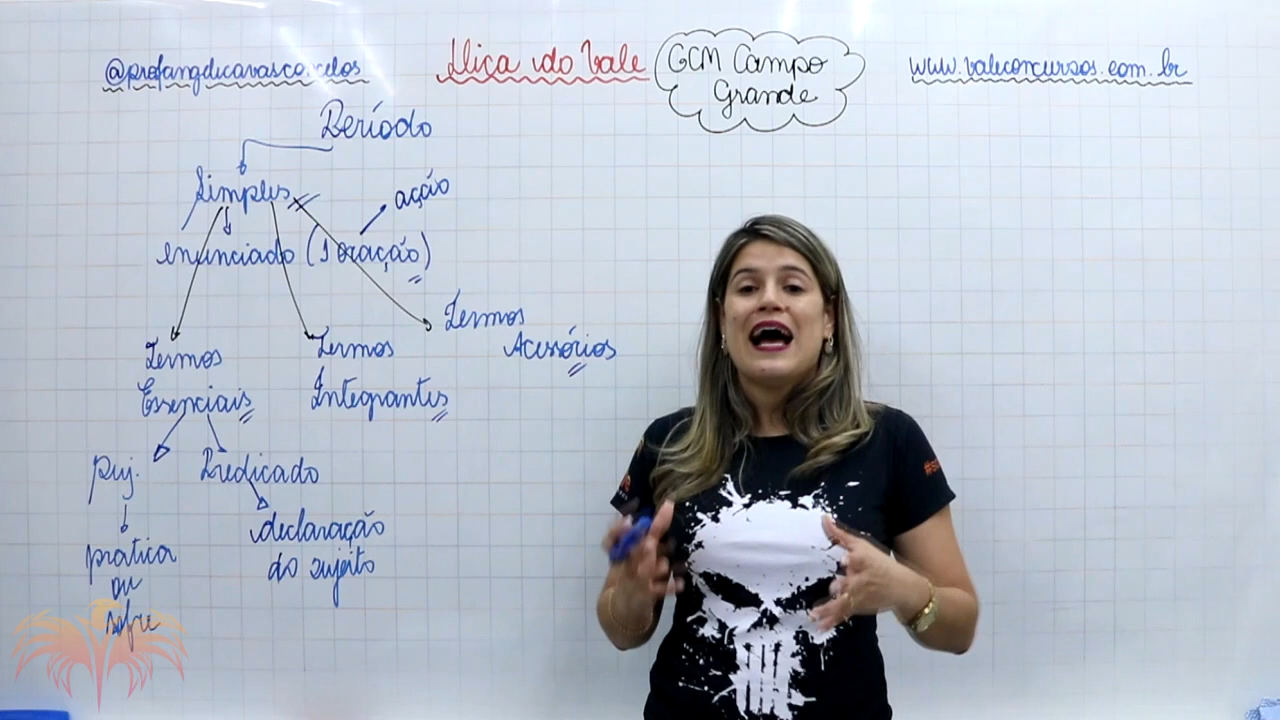 @profangelicavasconcelos
Dica do Vale
GCM Campo
Grande
www.valeconcursos.com.br
Período
Simples
ação
enunciado (1 oração)
Termos
Essenciais
Termos
Integrantes
Termos
Acessórios
Suj.
Predicado
pratica
ou
sofre
declaração
do sujeito